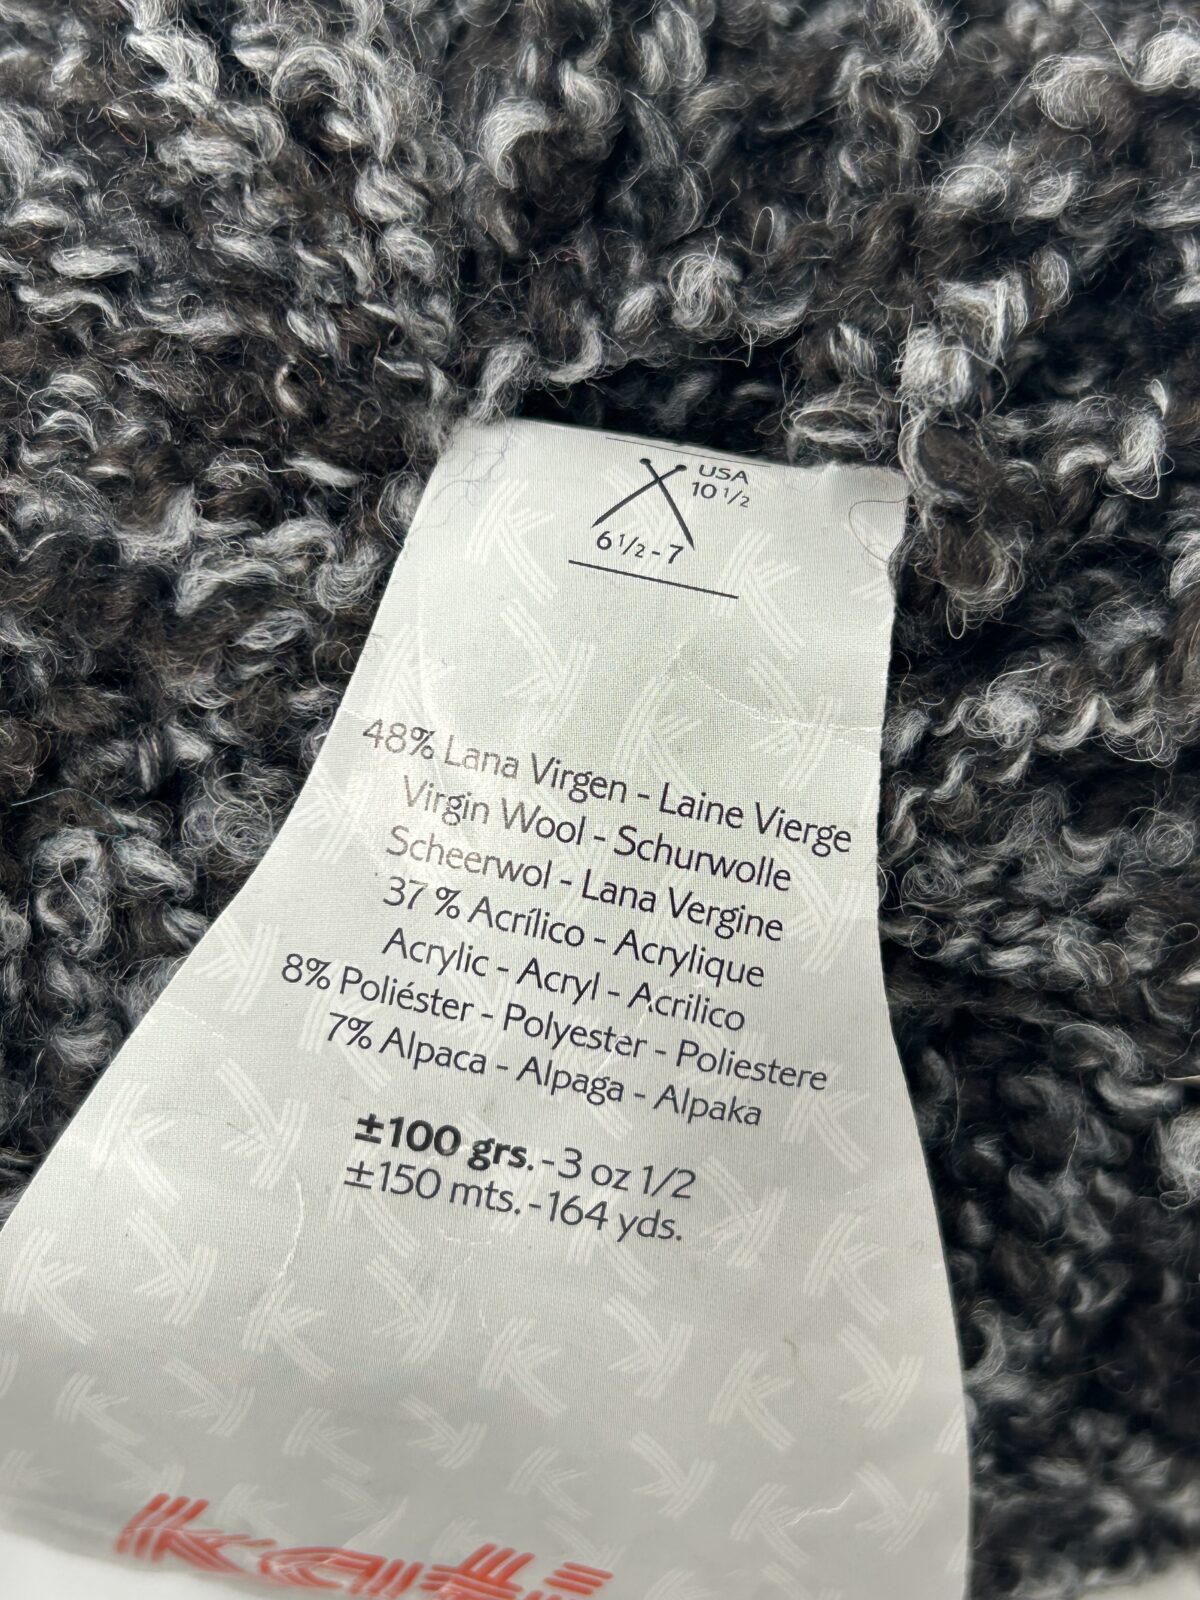 USA
10 1/2
6 1/2 - 7
48% Lana Virgen - Laine Vierge
Virgin Wool - Schurwolle
Scheerwol - Lana Vergine
37 % Acrílico - Acrylique
Acrylic - Acryl - Acrilico
8% Poliéster - Polyester - Poliestere
7% Alpaca - Alpaga - Alpaka
±100 grs. - 3 oz 1/2
±150 mts. - 164 yds.